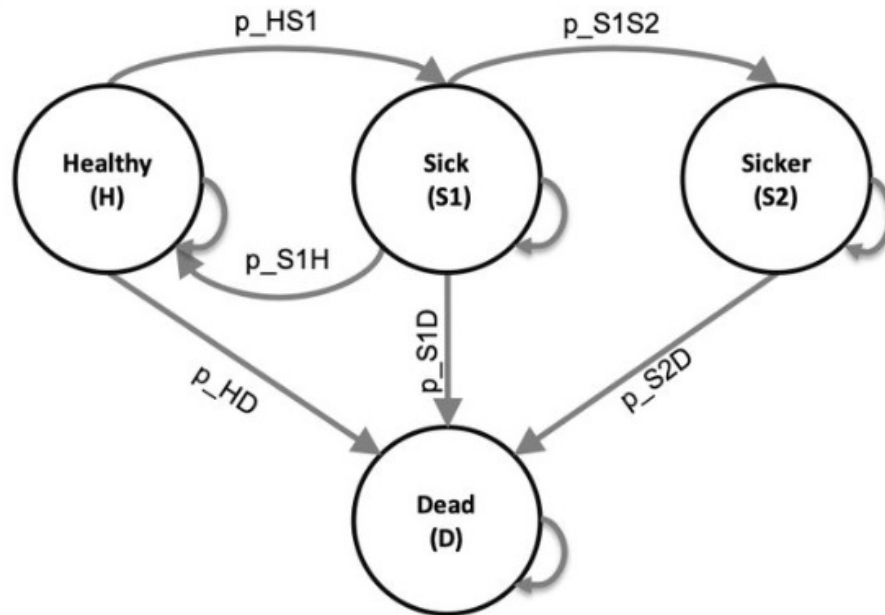 p_HS1
p_S1S2
Healthy
(H)
Sick
(S1)
Sicker
(S2)
p_S1H
p_HD
p_S1D
p_S2D
Dead
(D)